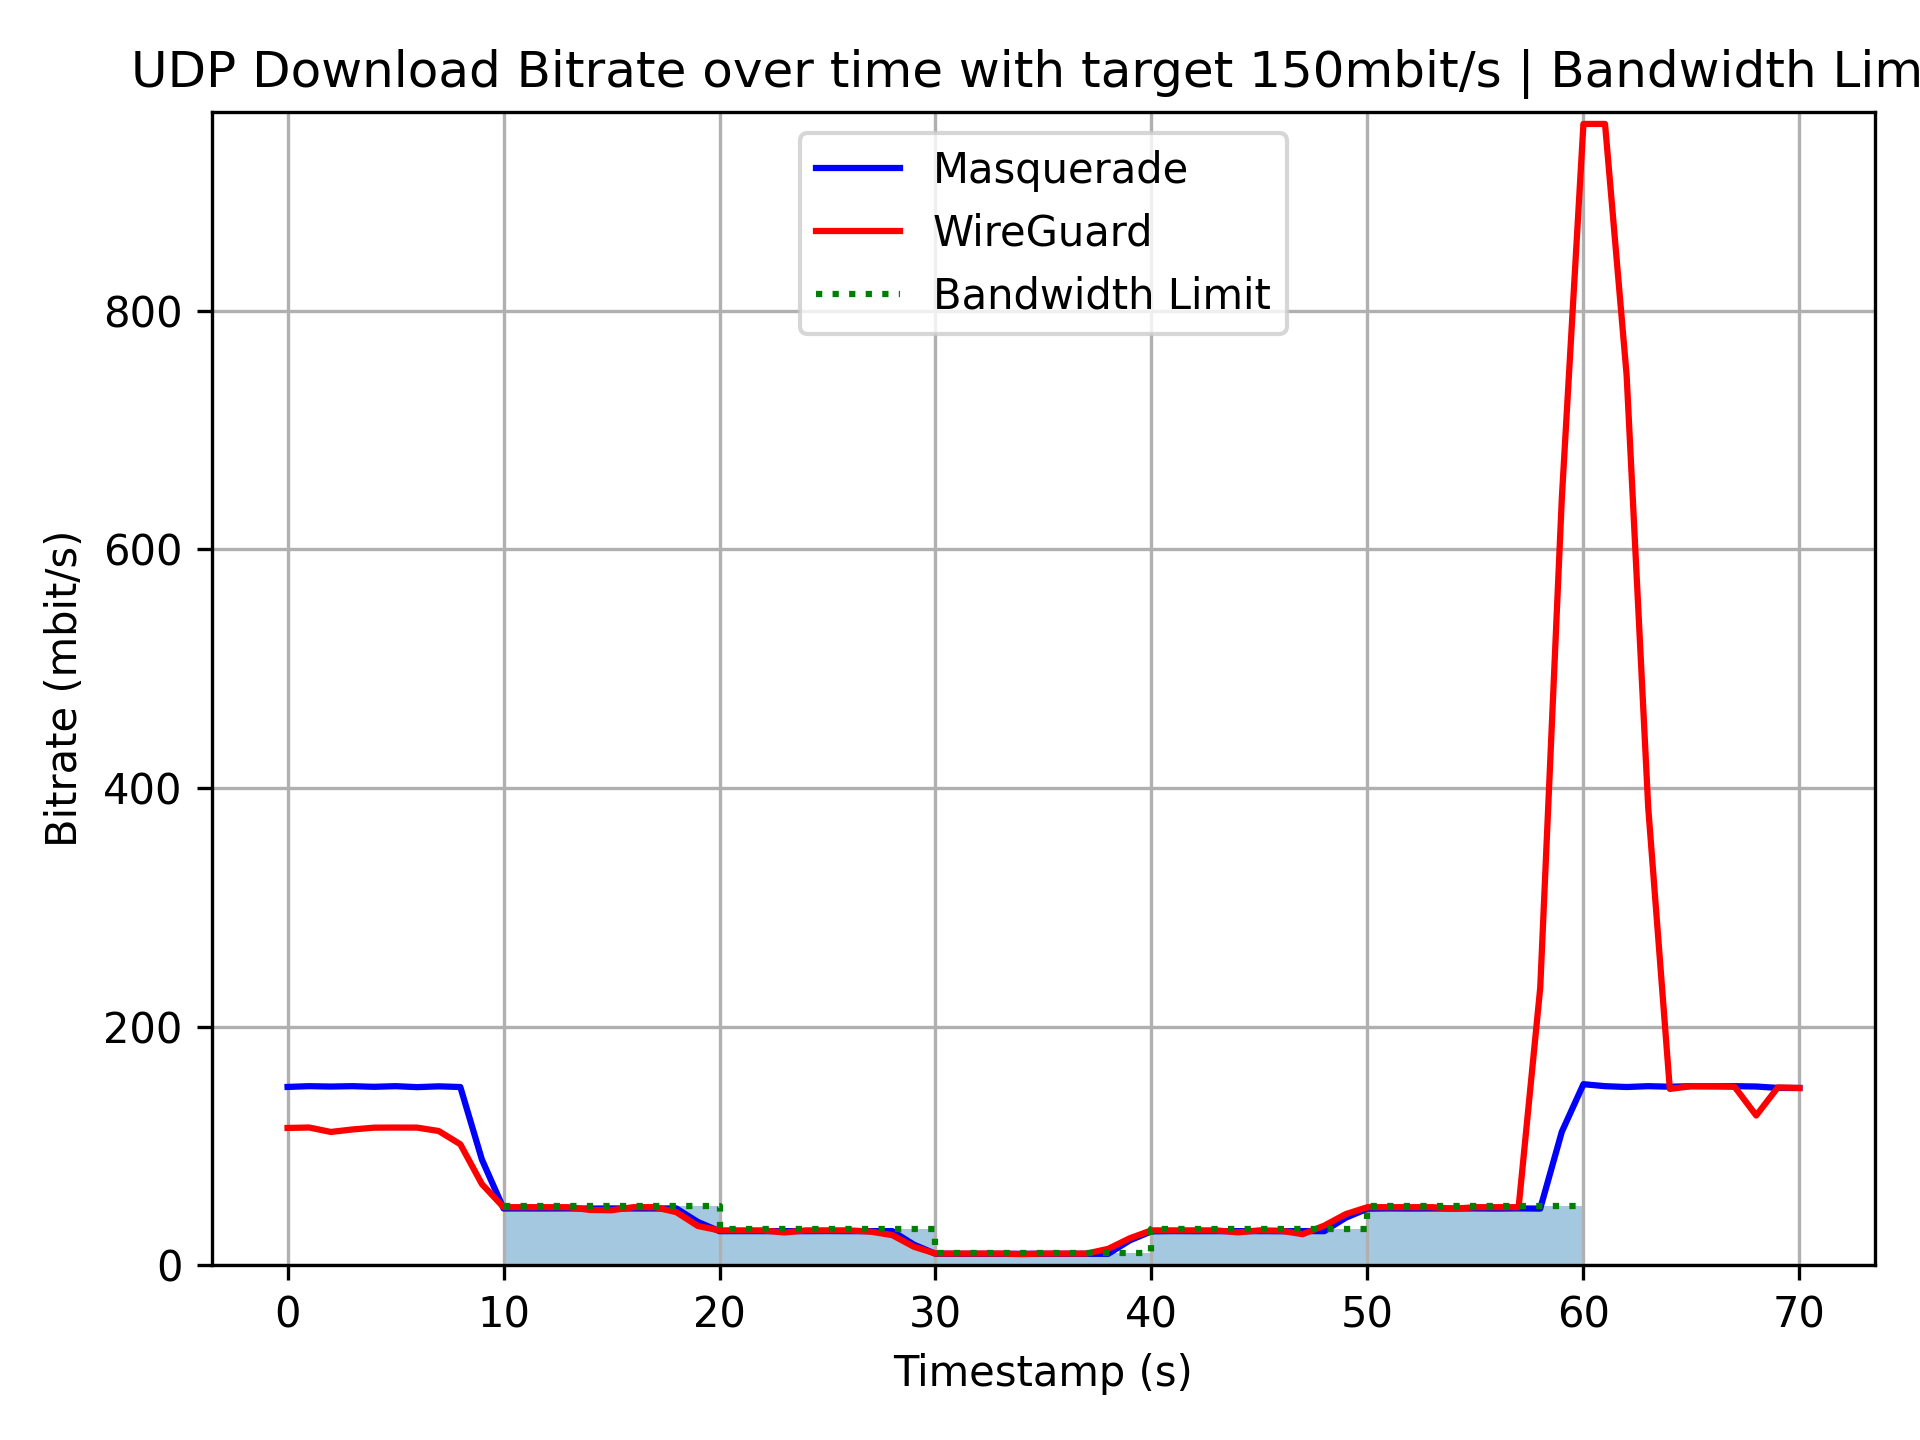 UDP Download Bitrate over time with target 150mbit/s | Bandwidth Lim
Masquerade
WireGuard
Bandwidth Limit
Bitrate (mbit/s)
800
600
400
200
0
0 10 20 30 40 50 60 70
Timestamp (s)